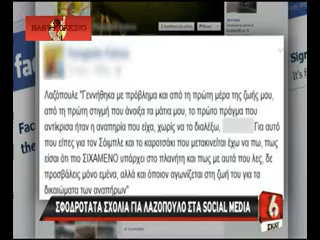 Λαζόπουλε "Γεννήθηκα με πρόβλημα και από τη πρώτη μέρα της ζωής μου,
από τη πρώτη στιγμή που άνοιξα τα μάτια μου, το πρώτο πράγμα που
αντίκρισα ήταν η αναπηρία που είχα, χωρίς να το διαλέξω, Για αυτό
που είπες για τον Σόιμπλε και το καροτσάκι που μετακινείται έχω να πω, πως
είσαι ότι πιο ΣΙΧΑΜΕΝΟ υπάρχει στο πλανήτη και πως με αυτά που λες, δε
προσβάλεις μόνο εμένα, αλλά και όποιον αγωνίζεται στη ζωή του για τα
δικαιώματα των αναπήρων"
ΣΦΟΔΡΟΤΑΤΑ ΣΧΟΛΙΑ ΓΙΑ ΛΑΖΟΠΟΥΛΟ ΣΤΑ SOCIAL MEDIA
6
ΣΚΑΪ